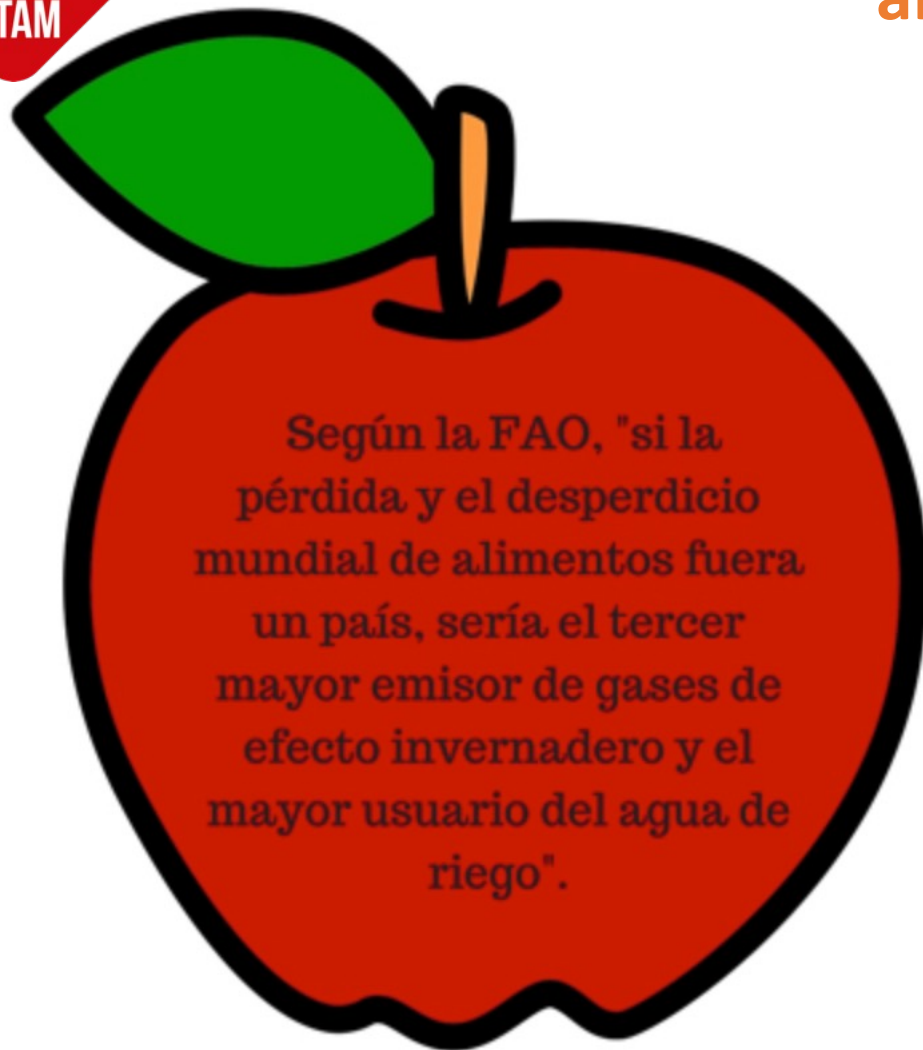 TAM
Según la FAO, "si la
pérdida y el desperdicio
mundial de alimentos fuera
un país, sería el tercer
mayor emisor de gases de
efecto invernadero y el
mayor usuario del agua de
riego".